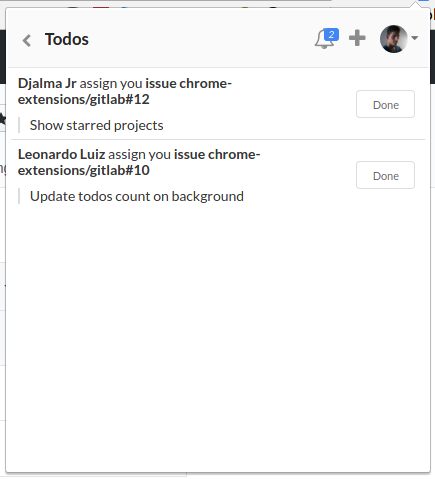 Todos
2
Djalma Jr assign you issue chrome-
extensions/gitlab#12
Done
Show starred projects
Leonardo Luiz assign you issue chrome-
extensions/gitlab#10
Done
Update todos count on background